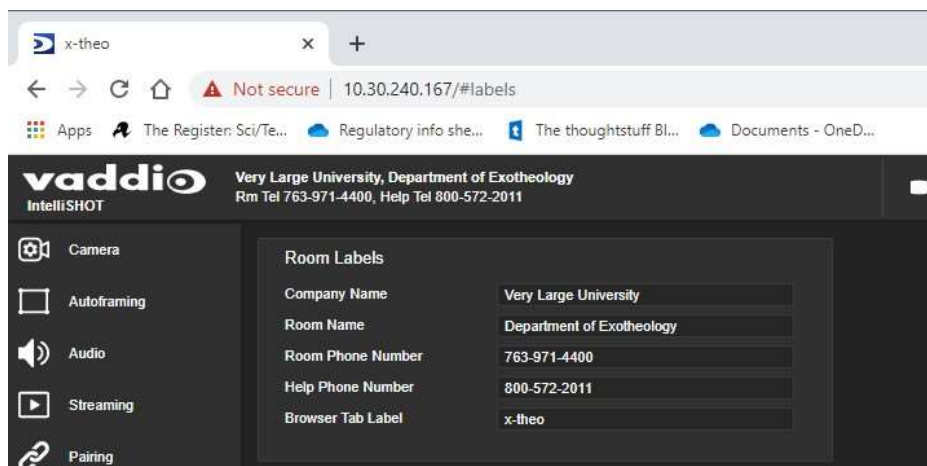 x-theo
Not secure | 10.30.240.167/#labels
Apps The Register: Sci/Te... Regulatory info she... The thoughtstuff Bl... Documents - OneD...
vaddio
IntelliSHOT
Very Large University, Department of Exotheology
Rm Tel 763-971-4400, Help Tel 800-572-2011
Camera
Autoframing
Audio
Streaming
Pairing
Room Labels
Company Name Very Large University
Room Name Department of Exotheology
Room Phone Number 763-971-4400
Help Phone Number 800-572-2011
Browser Tab Label x-theo